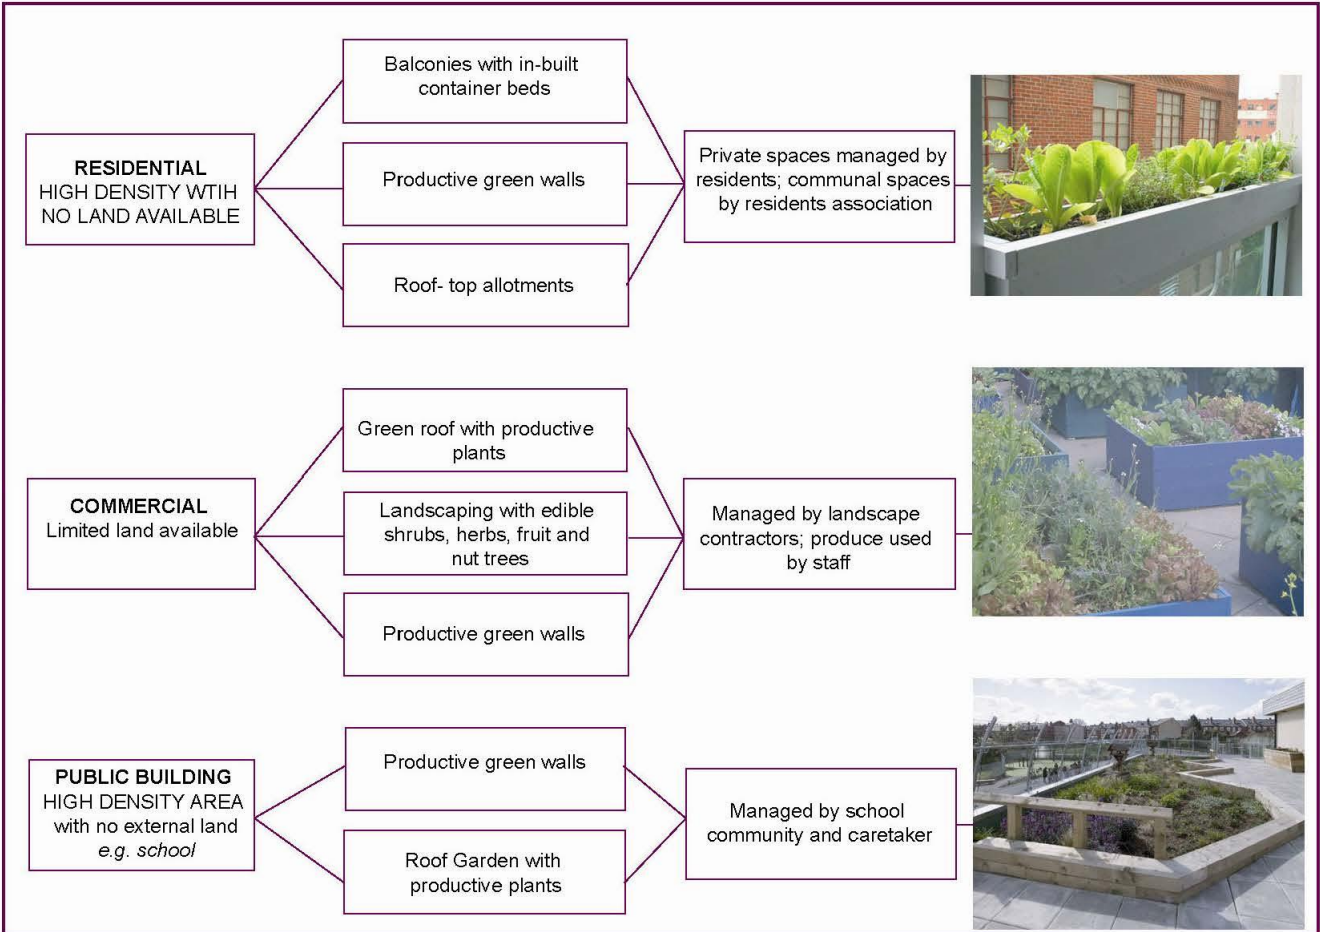 RESIDENTIAL
HIGH DENSITY WTIH
NO LAND AVAILABLE
Balconies with in-built
container beds
Productive green walls
Roof- top allotments
Private spaces managed by
residents; communal spaces
by residents association
COMMERCIAL
Limited land available
Green roof with productive
plants
Landscaping with edible
shrubs, herbs, fruit and
nut trees
Productive green walls
Managed by landscape
contractors; produce used
by staff
PUBLIC BUILDING
HIGH DENSITY AREA
with no external land
e.g. school
Productive green walls
Roof Garden with
productive plants
Managed by school
community and caretaker